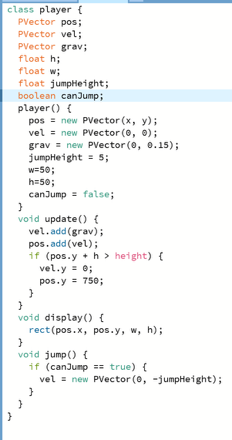 class player {
  PVector pos;
  PVector vel;
  PVector grav;
  float h;
  float w;
  float jumpHeight;
  boolean canJump;
  player() {
    pos = new PVector(x, y);
    vel = new PVector(0, 0);
    grav = new PVector(0, 0.15);
    jumpHeight = 5;
    w=50;
    h=50;
    canJump = false;
  }
  void update() {
    vel.add(grav);
    pos.add(vel);
    if (pos.y + h > height) {
      vel.y = 0;
      pos.y = 750;
    }
  }
  void display() {
    rect(pos.x, pos.y, w, h);
  }
  void jump() {
    if (canJump == true) {
      vel = new PVector(0, -jumpHeight);
    }
  }
}